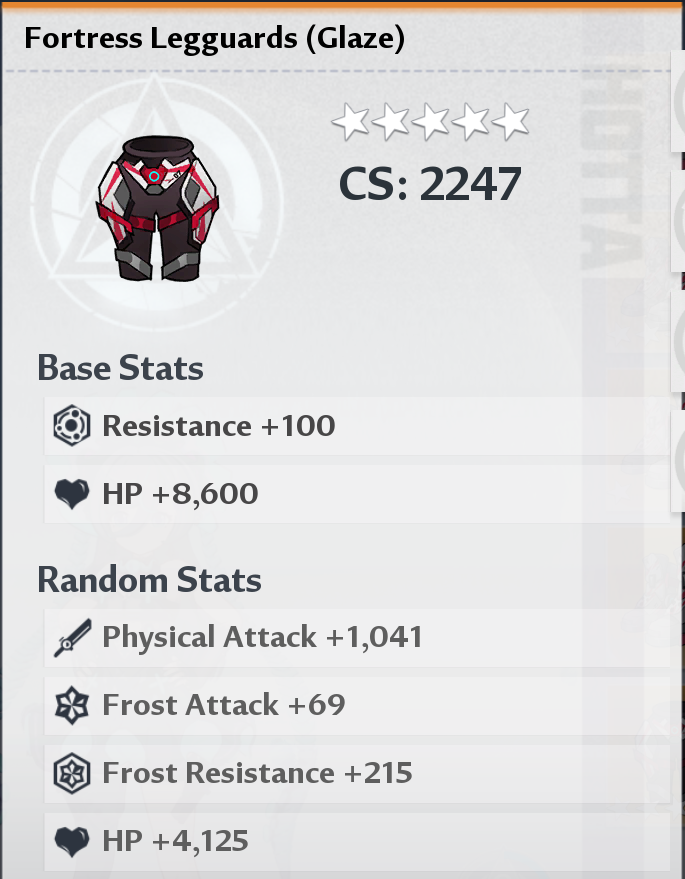 Fortress Legguards (Glaze)
CS: 2247
HOTTA
Base Stats
Resistance +100
HP +8,600
Random Stats
Physical Attack +1,041
Frost Attack +69
Frost Resistance +215
HP +4,125